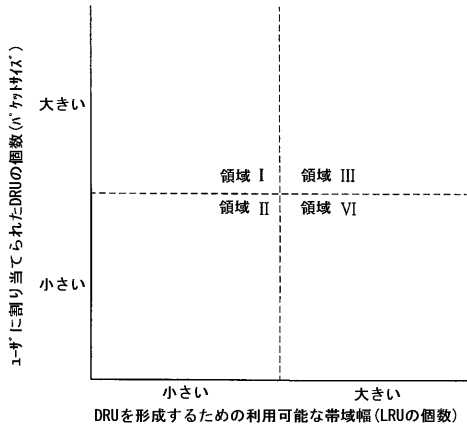 ユーザに割り当てられたDRUの個数(パケットサイズ)
大きい
領域 I
領域 III
領域 II
領域 VI
小さい
小さい
大きい
DRUを形成するための利用可能な帯域幅(LRUの個数)